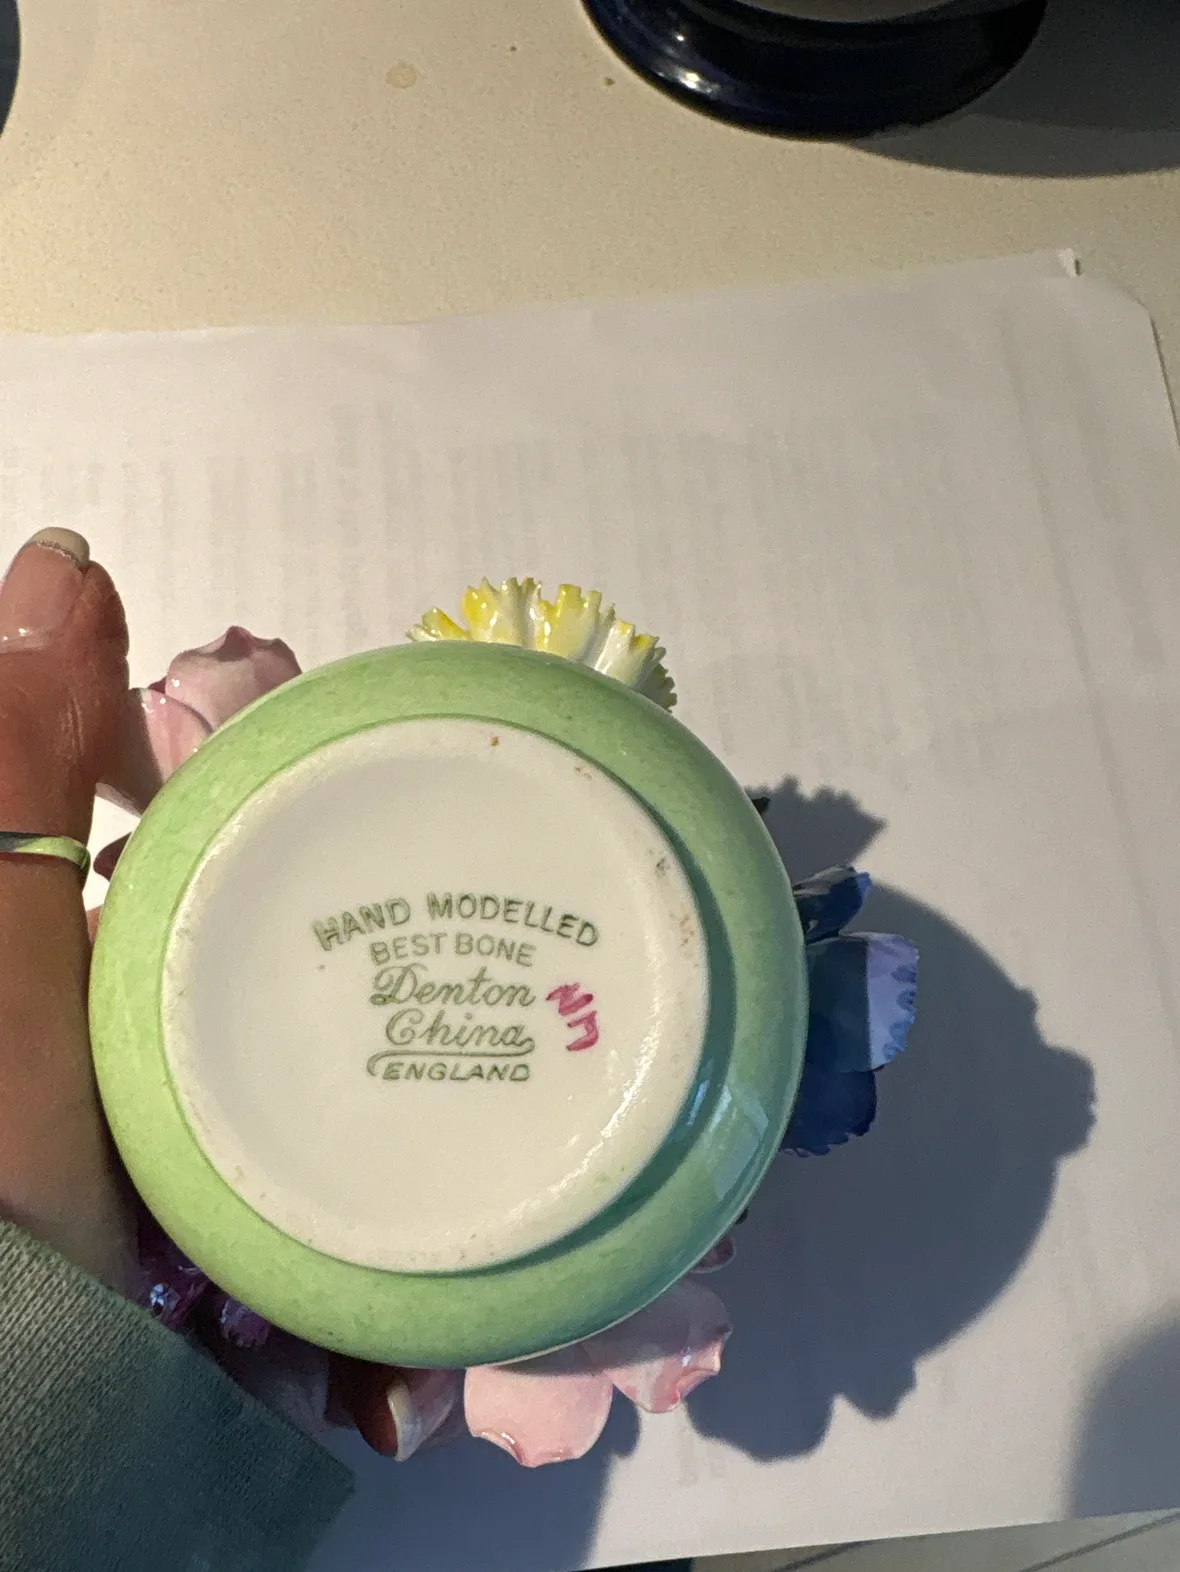 HAND MODELLED
BEST BONE
Denton
China
ENGLAND